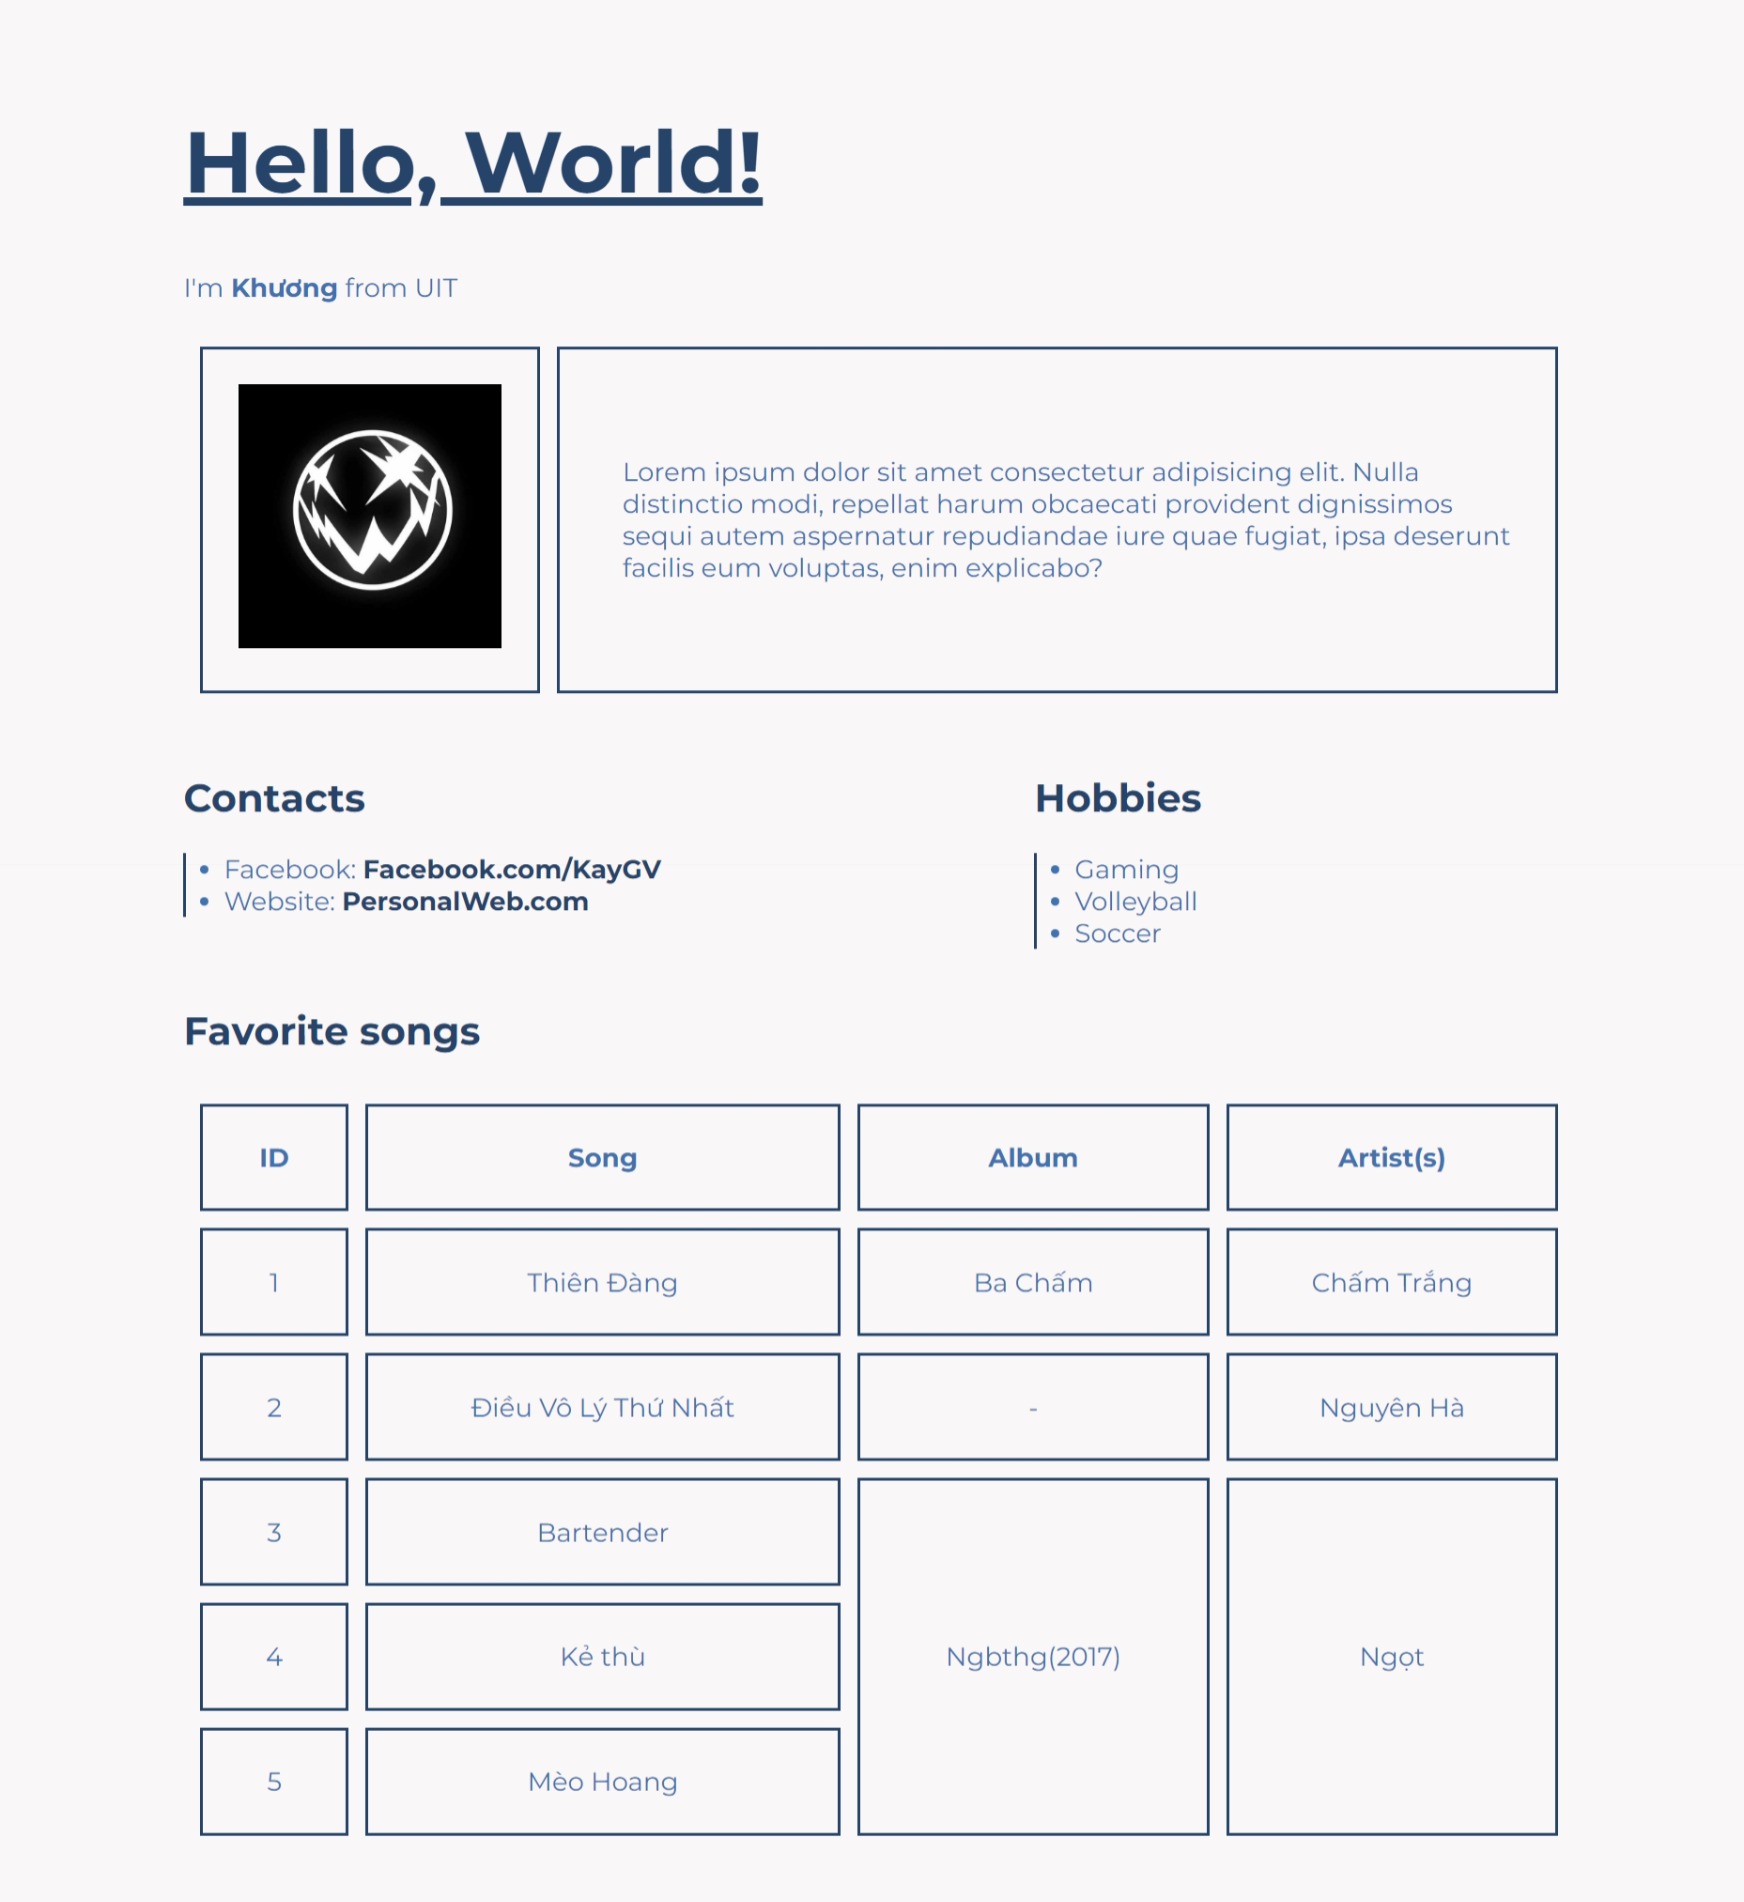 Hello, World!
I'm Khương from UIT
Lorem ipsum dolor sit amet consectetur adipisicing elit. Nulla
distinctio modi, repellat harum obcaecati provident dignissimos
sequi autem aspernatur repudiandae iure quae fugiat, ipsa deserunt
facilis eum voluptas, enim explicabo?
Contacts
Facebook: Facebook.com/KayGV
Website: PersonalWeb.com
Hobbies
Gaming
Volleyball
Soccer
Favorite songs
ID Song Album Artist(s)
1 Thiên Đàng Ba Chấm Chấm Trắng
2 Điều Vô Lý Thứ Nhất - Nguyên Hà
3 Bartender
4 Kẻ thù Ngbthg(2017) Ngọt
5 Mèo Hoang